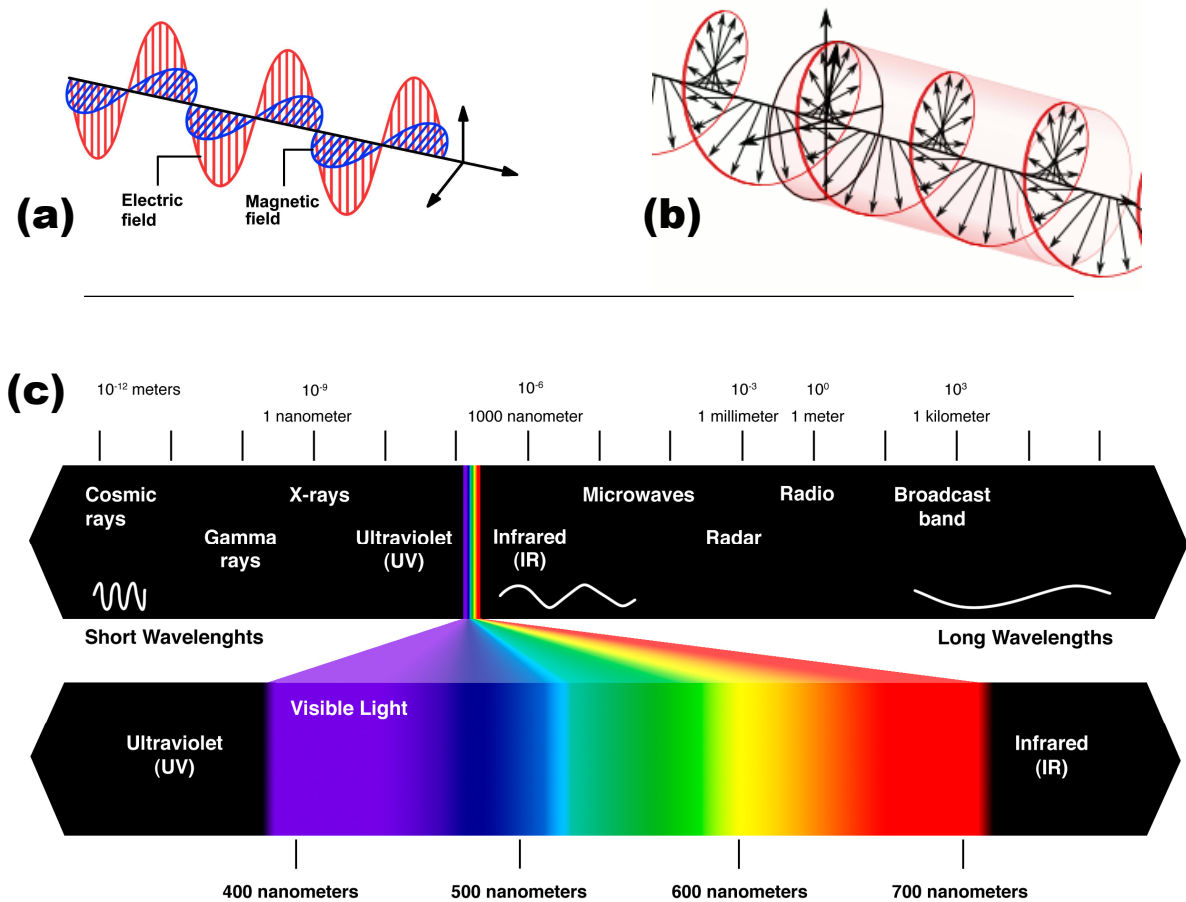 (a)
Electric
field
Magnetic
field
(b)
(c)
10⁻¹² meters
10⁻⁹
1 nanometer
10⁻⁶
1000 nanometer
10⁻³
1 millimeter
10⁰
1 meter
10³
1 kilometer
Cosmic
rays
Gamma
rays
X-rays
Ultraviolet
(UV)
Infrared
(IR)
Microwaves
Radar
Radio
Broadcast
band
Short Wavelenghts
Long Wavelengths
Visible Light
Ultraviolet
(UV)
Infrared
(IR)
400 nanometers
500 nanometers
600 nanometers
700 nanometers